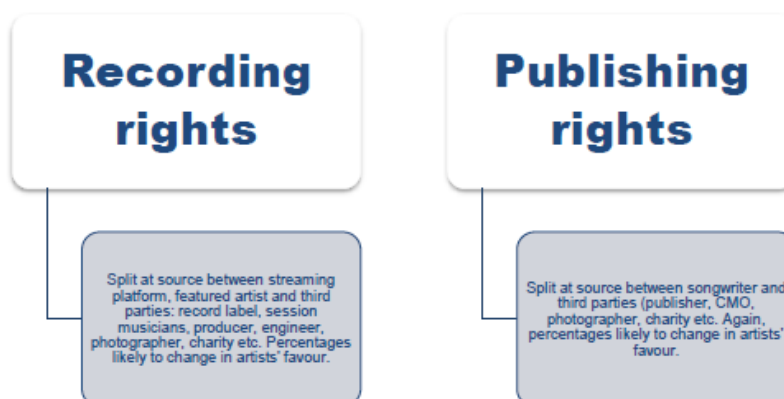 Recording
rights
Split at source between streaming
platform, featured artist and third
parties: record label, session
musicians, producer, engineer,
photographer, charity etc. Percentages
likely to change in artists' favour.
Publishing
rights
Split at source between songwriter and
third parties (publisher, CMO,
photographer, charity etc. Again,
percentages likely to change in artists'
favour.